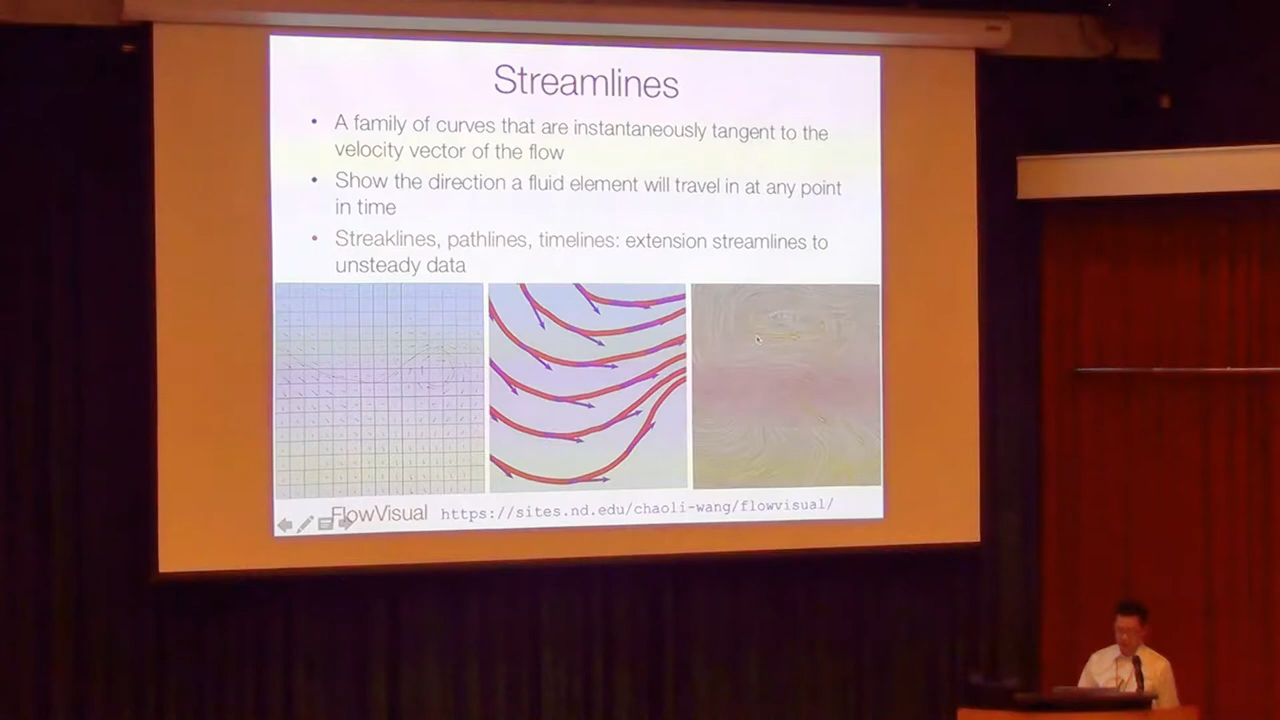 Streamlines
• A family of curves that are instantaneously tangent to the
velocity vector of the flow
• Show the direction a fluid element will travel in at any point
in time
• Streaklines, pathlines, timelines: extension streamlines to
unsteady data
FlowVisual https://sites.nd.edu/chaoli-wang/flowvisual/